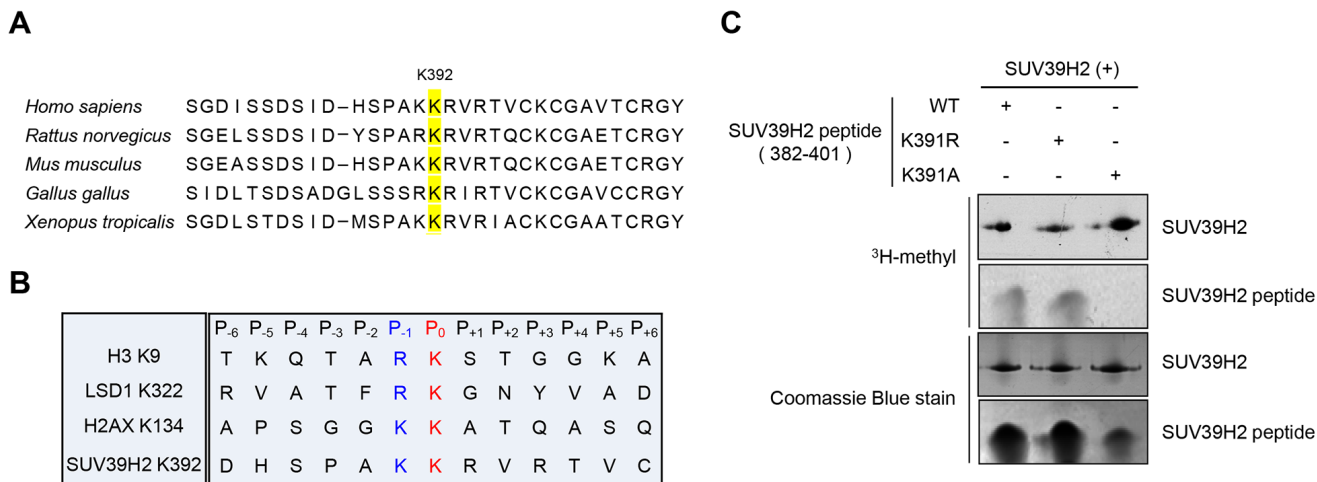 A
K392
Homo sapiens SGDISSDSID–HSPAKKRVRTVCKCGAVTCRGY
Rattus norvegicus SGELSSDSID–YSPARKRVRTQCKCGAETCRGY
Mus musculus SGEASSDSID–HSPAKKRVRTQCKCGAETCRGY
Gallus gallus SIDLTSDSADGLSSSRKRIRTVCKCGAVCCRGY
Xenopus tropicalis SGDLSTDSID–MSPAKKRVRIACKCGAATCRGY
B
P-6 P-5 P-4 P-3 P-2 P-1 P0 P+1 P+2 P+3 P+4 P+5 P+6
H3 K9 T K Q T A R K S T G G K A
LSD1 K322 R V A T F R K G N Y V A D
H2AX K134 A P S G G K K A T Q A S Q
SUV39H2 K392 D H S P A K K R V R T V C
C
SUV39H2 (+)
SUV39H2 peptide
( 382-401 )
WT + - -
K391R - + -
K391A - - +
3H-methyl
SUV39H2
SUV39H2 peptide
Coomassie Blue stain
SUV39H2
SUV39H2 peptide